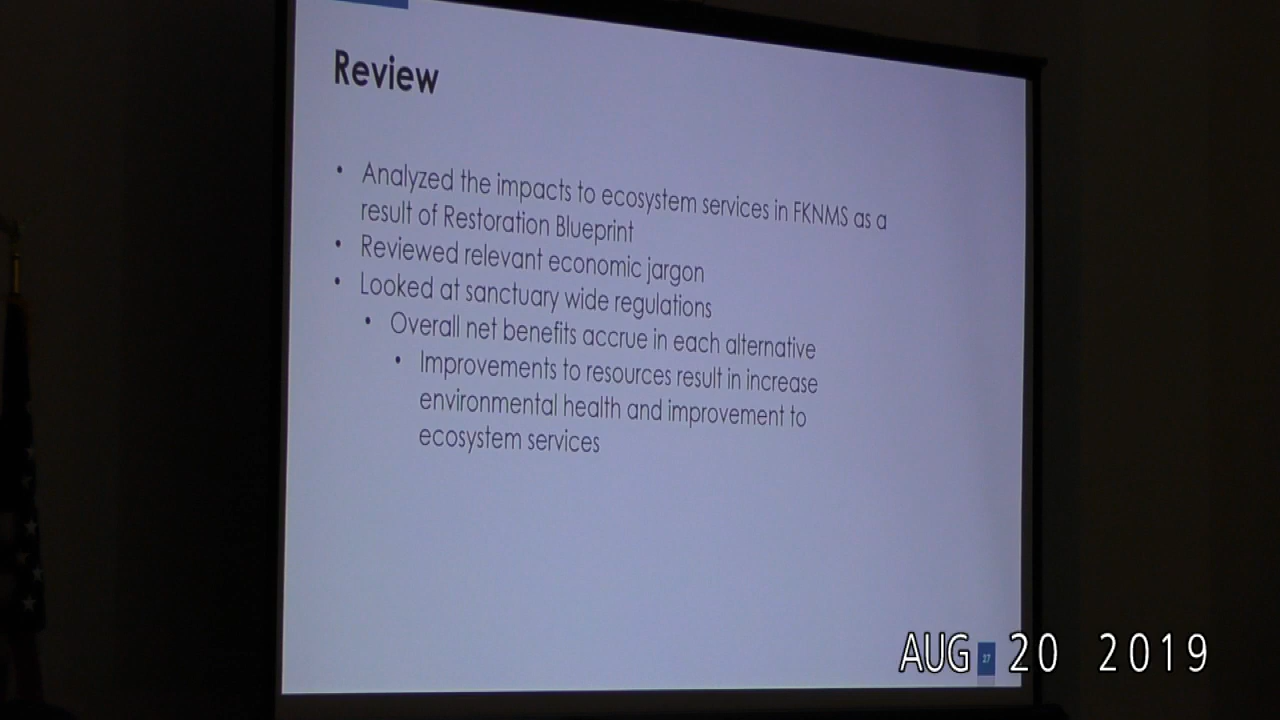 Review
• Analyzed the impacts to ecosystem services in FKNMS as a
result of Restoration Blueprint
• Reviewed relevant economic jargon
• Looked at sanctuary wide regulations
• Overall net benefits accrue in each alternative
• Improvements to resources result in increase
environmental health and improvement to
ecosystem services
27
AUG 20 2019